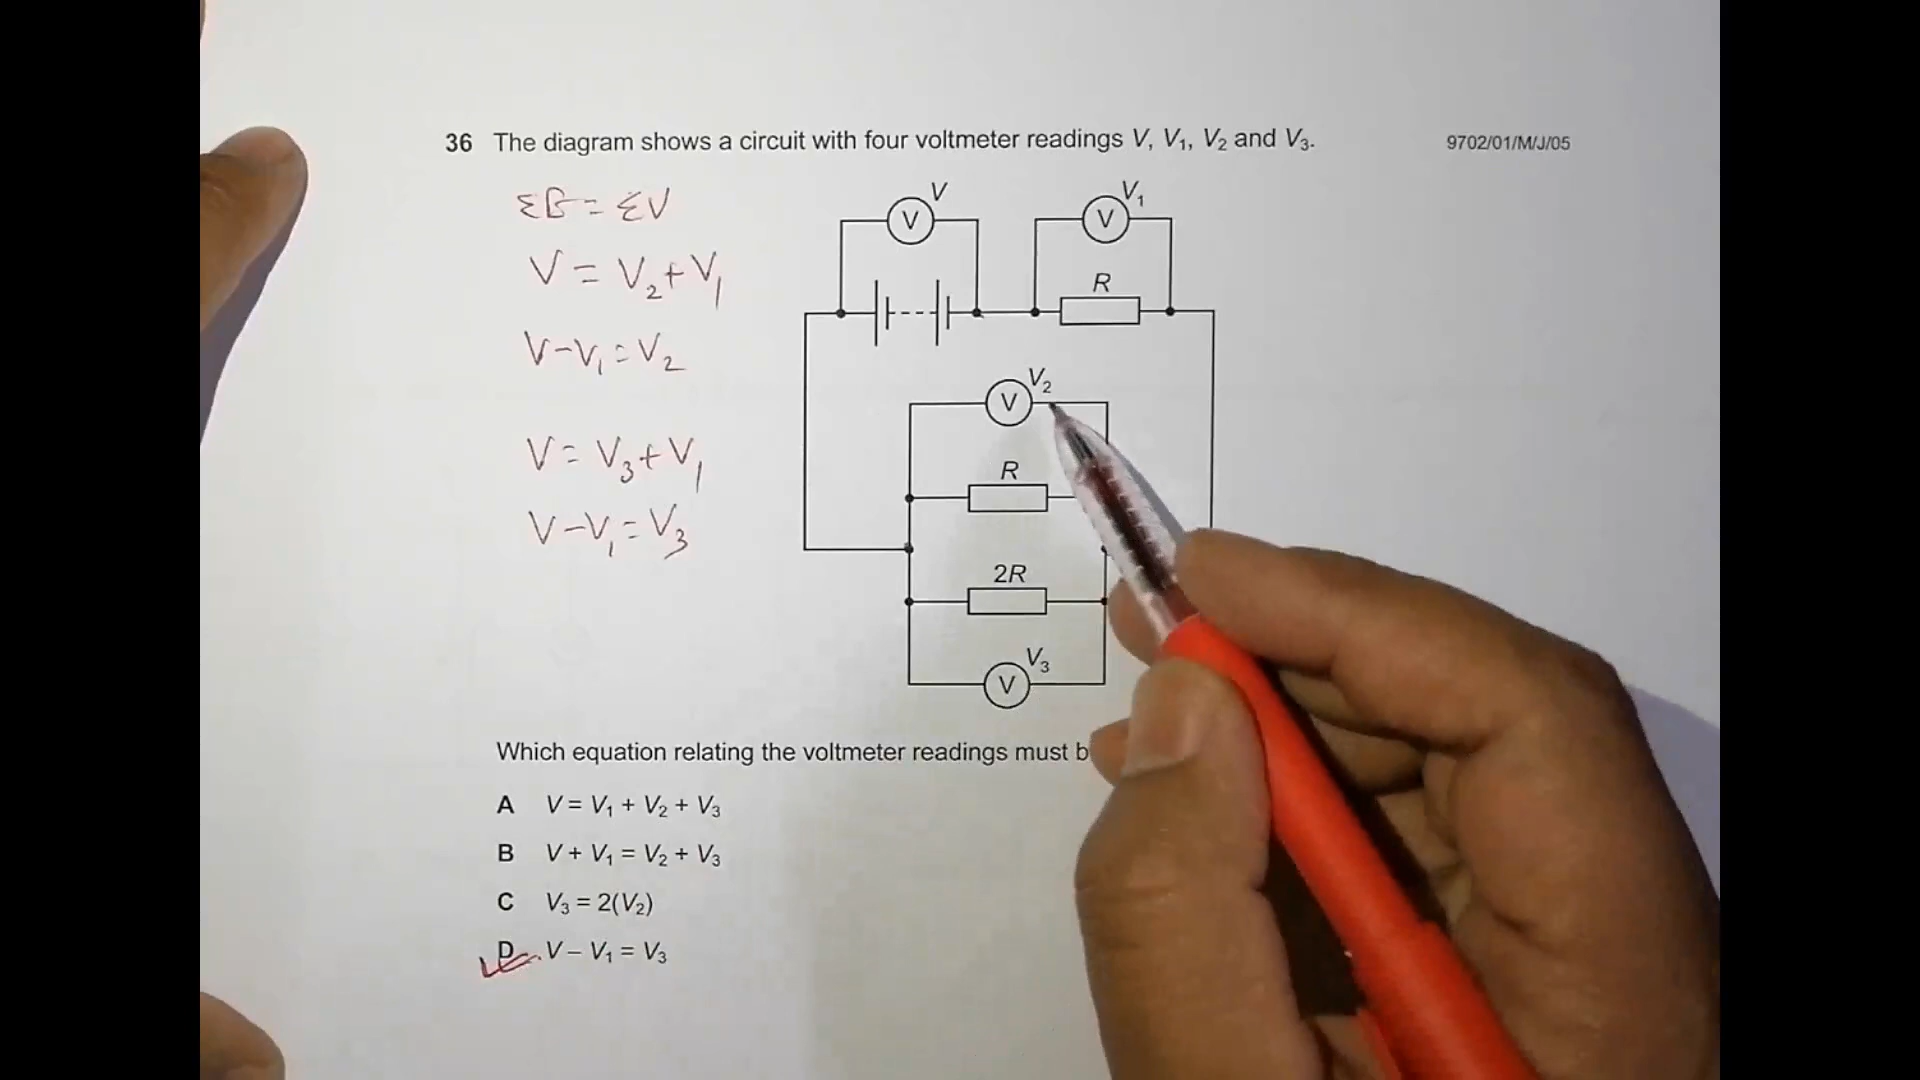 36 The diagram shows a circuit with four voltmeter readings V, V₁, V₂ and V₃.
9702/01/M/J/05
ΣE = ΣV
V = V₂ + V₁
V – V₁ = V₂
V = V₃ + V₁
V – V₁ = V₃
V
V
V₁
V
R
V₂
V
R
2R
V₃
V
Which equation relating the voltmeter readings must
A V = V₁ + V₂ + V₃
B V + V₁ = V₂ + V₃
C V₃ = 2(V₂)
D V – V₁ = V₃